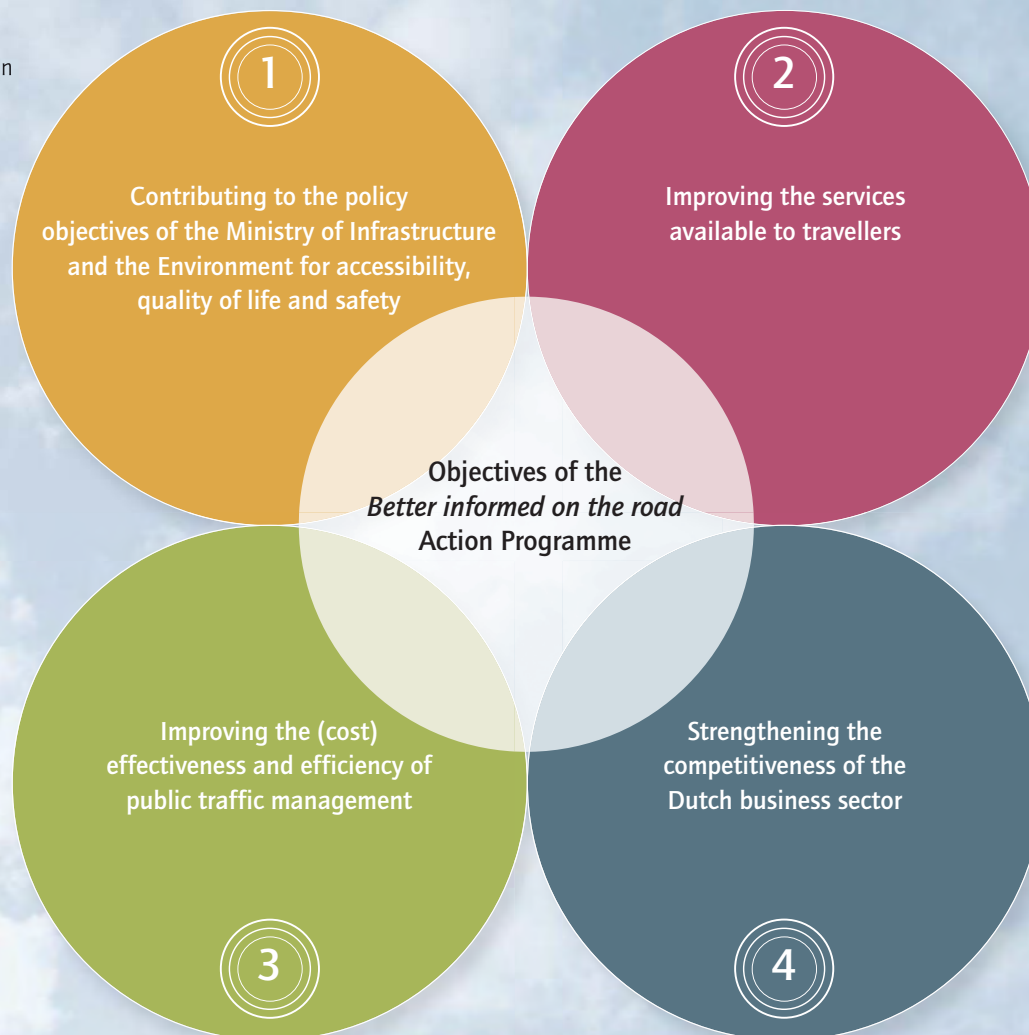 n
1
Contributing to the policy
objectives of the Ministry of Infrastructure
and the Environment for accessibility,
quality of life and safety
2
Improving the services
available to travellers
Objectives of the
Better informed on the road
Action Programme
Improving the (cost)
effectiveness and efficiency of
public traffic management
3
Strengthening the
competitiveness of the
Dutch business sector
4